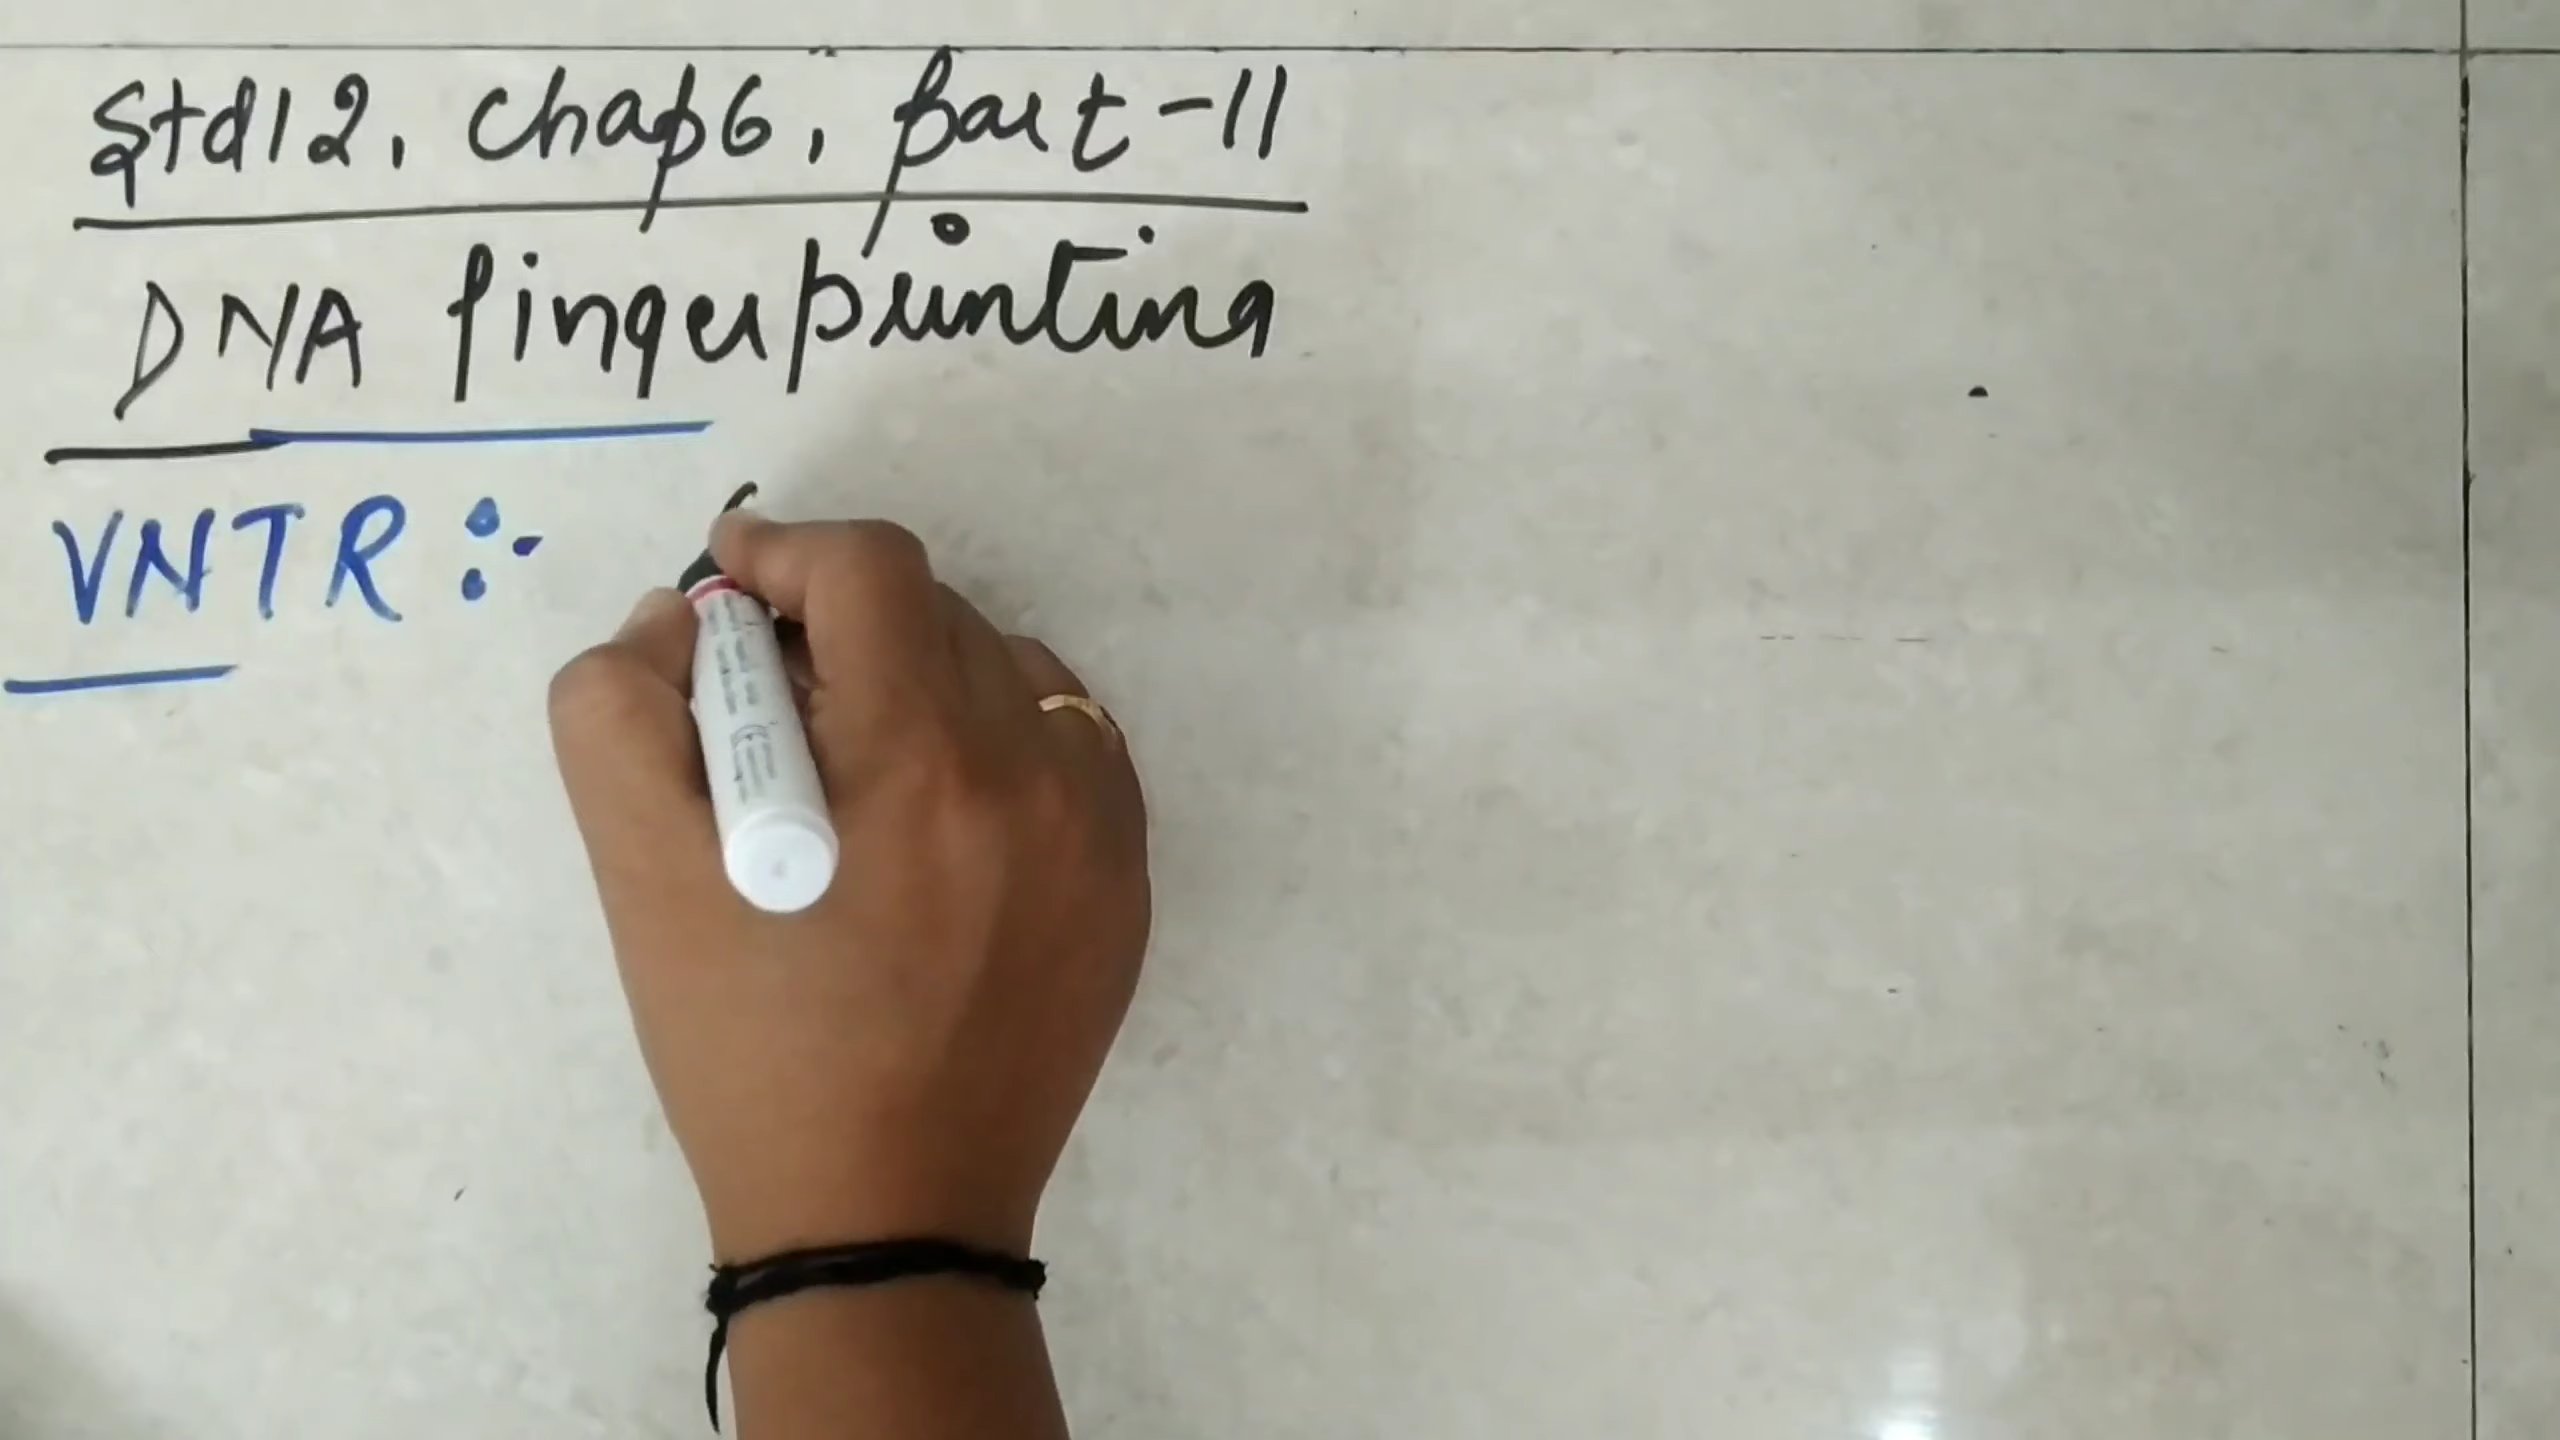 Std12, Chap6, part-11
DNA fingerprinting
VNTR :-